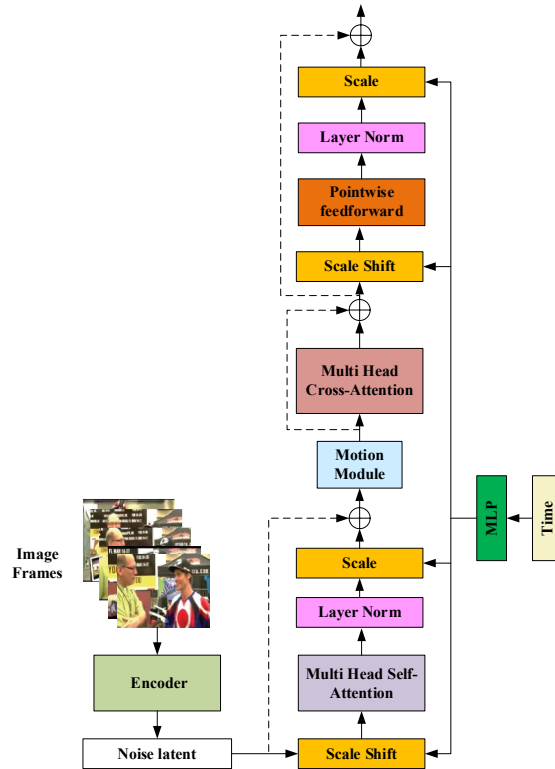 Scale
Layer Norm
Pointwise
feedforward
Scale Shift
Multi Head
Cross-Attention
Motion
Module
MLP
Time
Image
Frames
Scale
Layer Norm
Encoder
Multi Head Self-
Attention
Noise latent
Scale Shift